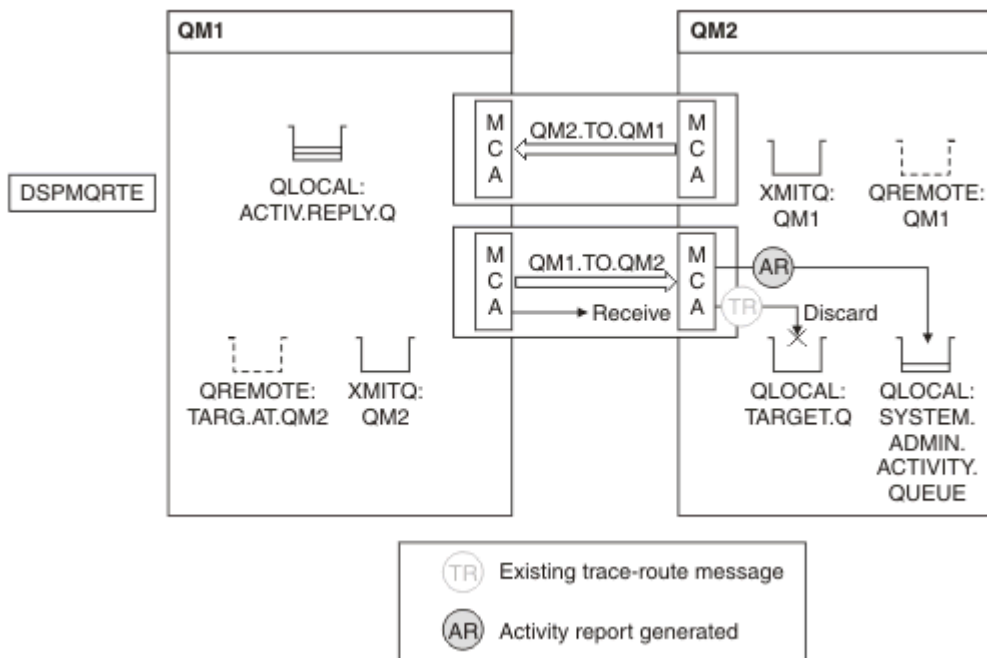 QM1
QM2
M
C
A
QM2.TO.QM1
M
C
A
DSPMQRTE
QLOCAL:
ACTIV.REPLY.Q
XMITQ:
QM1
QREMOTE:
QM1
M
C
A
QM1.TO.QM2
Receive
M
C
A
AR
TR
Discard
QREMOTE:
TARG.AT.QM2
XMITQ:
QM2
QLOCAL:
TARGET.Q
QLOCAL:
SYSTEM.
ADMIN.
ACTIVITY.
QUEUE
TR Existing trace-route message
AR Activity report generated